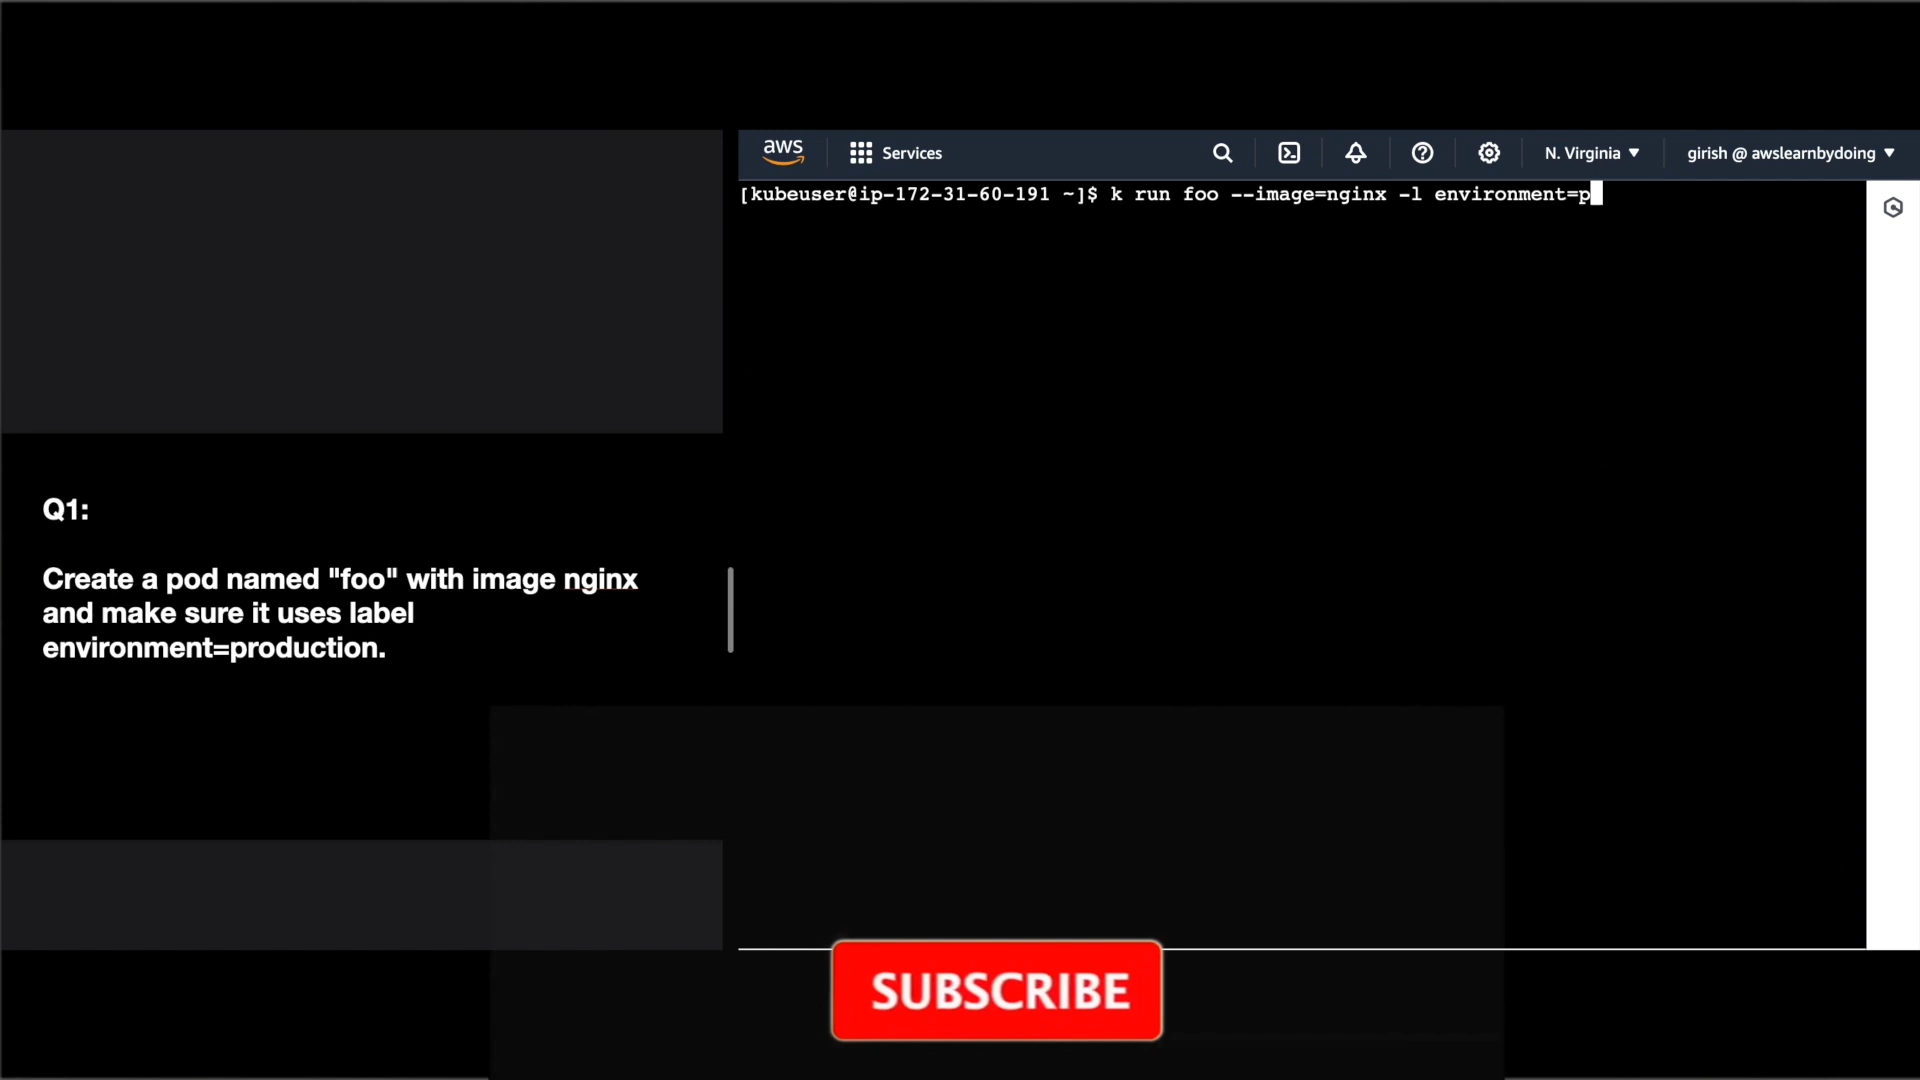 aws
Services
N. Virginia
girish @ awslearnbydoing
[kubeuser@ip-172-31-60-191 ~]$ k run foo --image=nginx -l environment=p
Q1:
Create a pod named "foo" with image nginx
and make sure it uses label
environment=production.
SUBSCRIBE